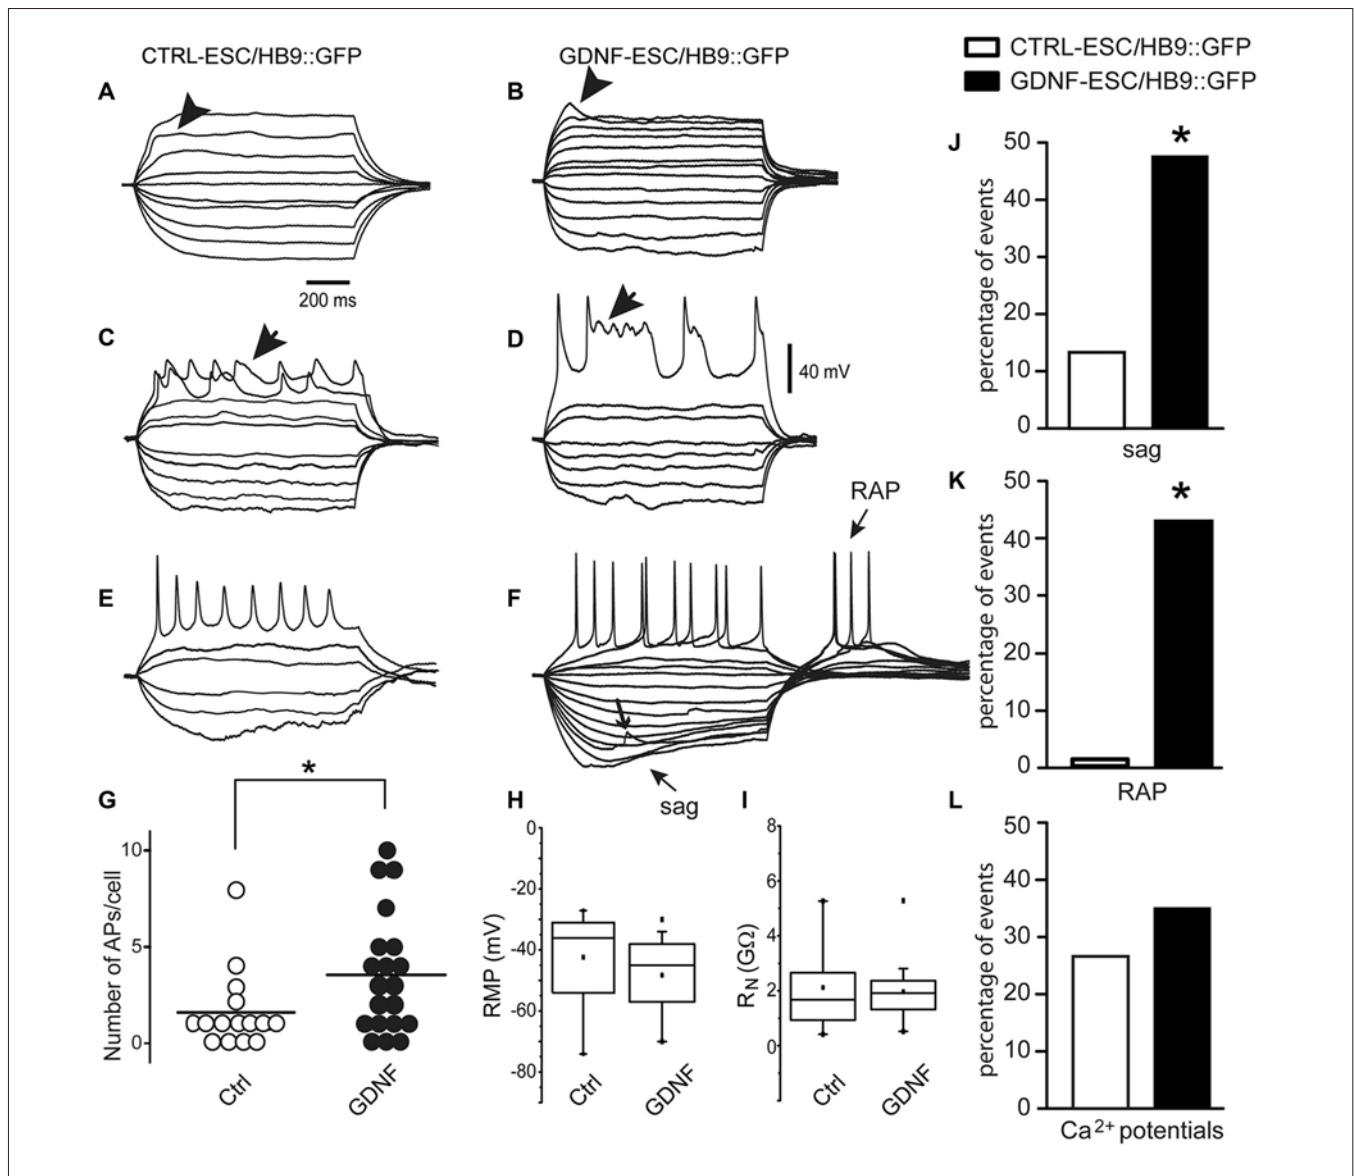 CTRL-ESC/HB9::GFP
GDNF-ESC/HB9::GFP
CTRL-ESC/HB9::GFP
GDNF-ESC/HB9::GFP
A
B
200 ms
C
D
40 mV
E
F
RAP
sag
G
*
Number of APs/cell
10
5
0
Ctrl
GDNF
H
RMP (mV)
0
-20
-40
-60
-80
Ctrl
GDNF
I
RN (GΩ)
8
6
4
2
0
Ctrl
GDNF
J
percentage of events
50
40
30
20
10
0
*
sag
K
percentage of events
50
40
30
20
10
0
*
RAP
L
percentage of events
50
40
30
20
10
0
Ca2+ potentials